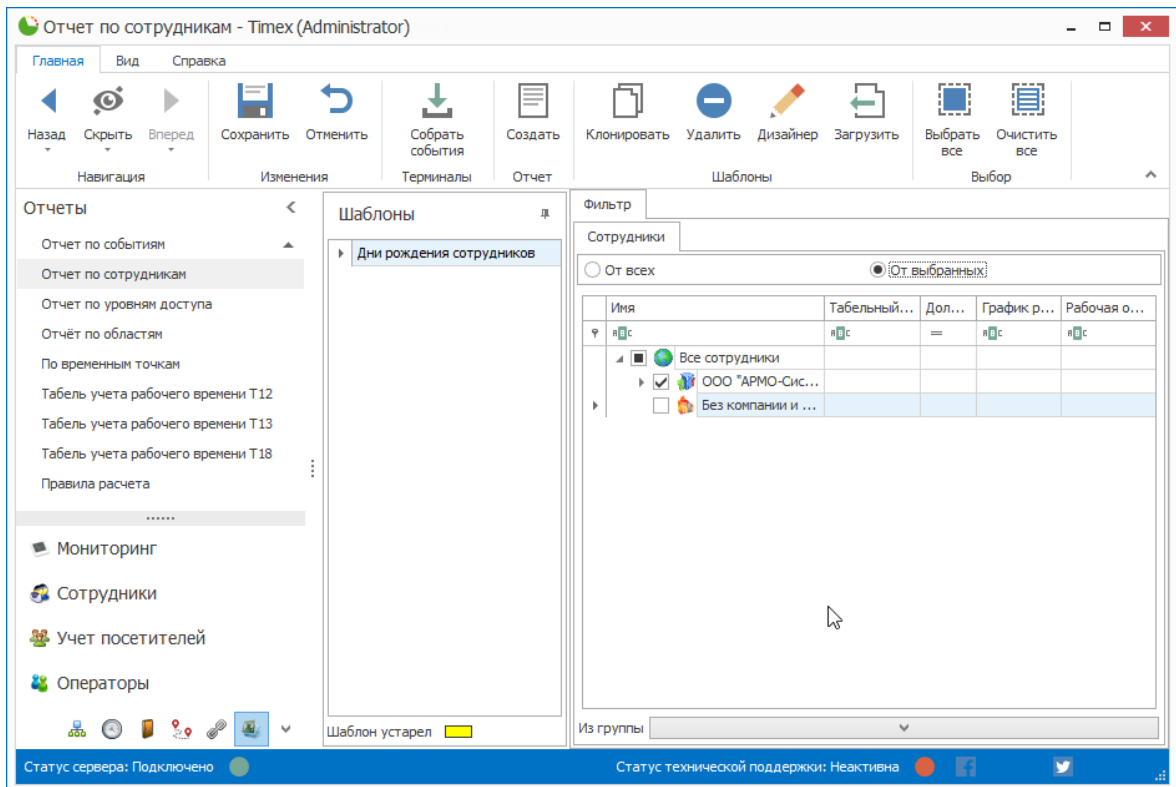 Отчет по сотрудникам - Timex (Administrator)
Главная Вид Справка
Назад Скрыть Вперед Сохранить Отменить Собрать события Создать Клонировать Удалить Дизайнер Загрузить Выбрать все Очистить все
Навигация Изменения Терминалы Отчет Шаблоны Выбор
Отчеты
Отчет по событиям
Отчет по сотрудникам
Отчет по уровням доступа
Отчёт по областям
По временным точкам
Табель учета рабочего времени Т12
Табель учета рабочего времени Т13
Табель учета рабочего времени Т18
Правила расчета
Мониторинг
Сотрудники
Учет посетителей
Операторы
Шаблоны
Дни рождения сотрудников
Шаблон устарел
Фильтр
Сотрудники
От всех От выбранных
Имя Табельный... Дол... График р... Рабочая о...
Все сотрудники
ООО "АРМО-Сис...
Без компании и ...
Из группы
Статус сервера: Подключено Статус технической поддержки: Неактивна